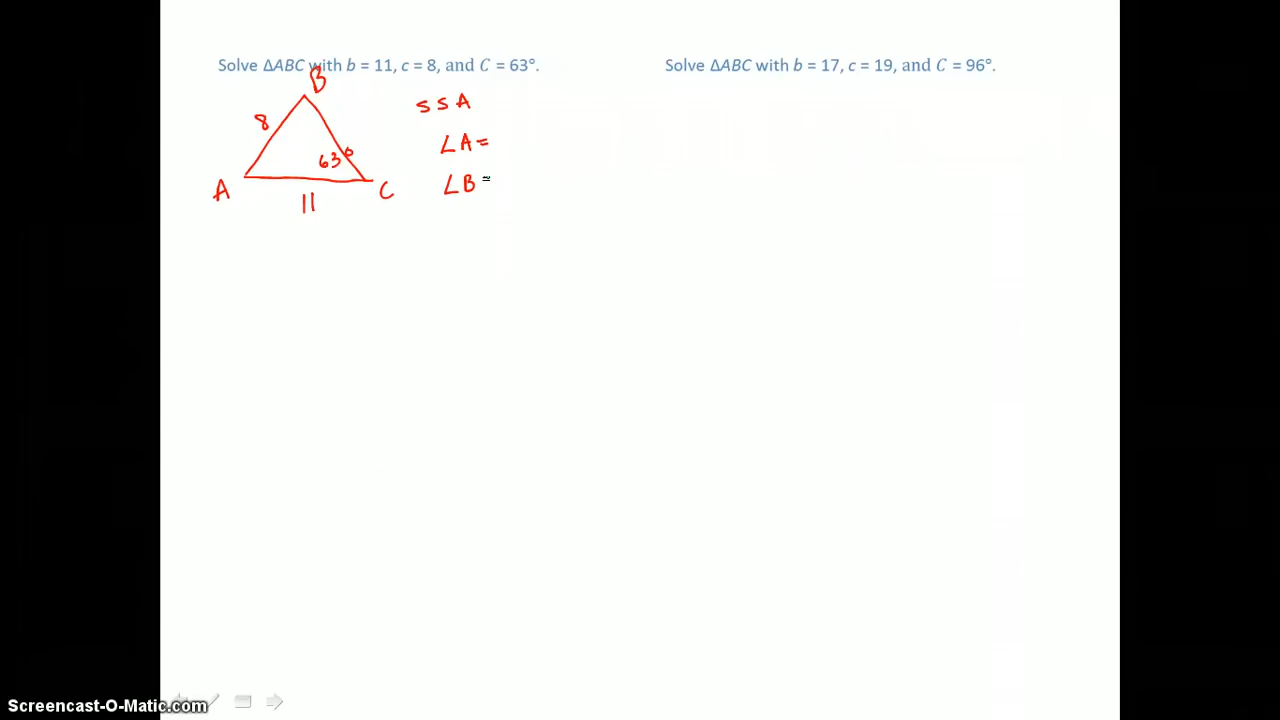 Solve ΔABC with b = 11, c = 8, and C = 63°.
Solve ΔABC with b = 17, c = 19, and C = 96°.
B
8
63°
A
C
11
SSA
∠A=
∠B=
Screencast-O-Matic.com